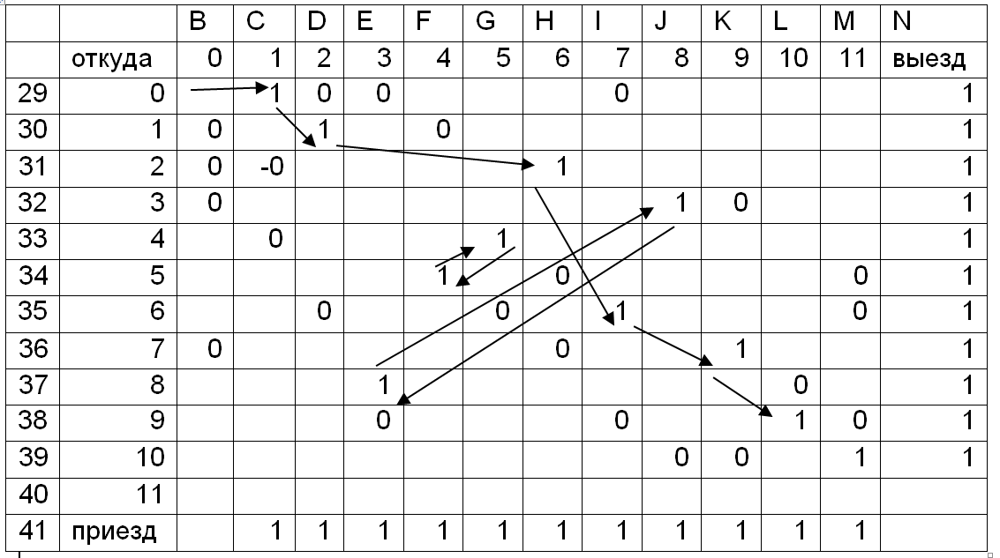 B C D E F G H I J K L M N
откуда 0 1 2 3 4 5 6 7 8 9 10 11 выезд
29 0 1 0 0 0 1
30 1 0 1 0 1
31 2 0 -0 1 1
32 3 0 1 0 1
33 4 0 1 1
34 5 1 0 0 1
35 6 0 0 1 0 1
36 7 0 0 1 1
37 8 1 0 1
38 9 0 0 1 0 1
39 10 0 0 1 1
40 11
41 приезд 1 1 1 1 1 1 1 1 1 1 1